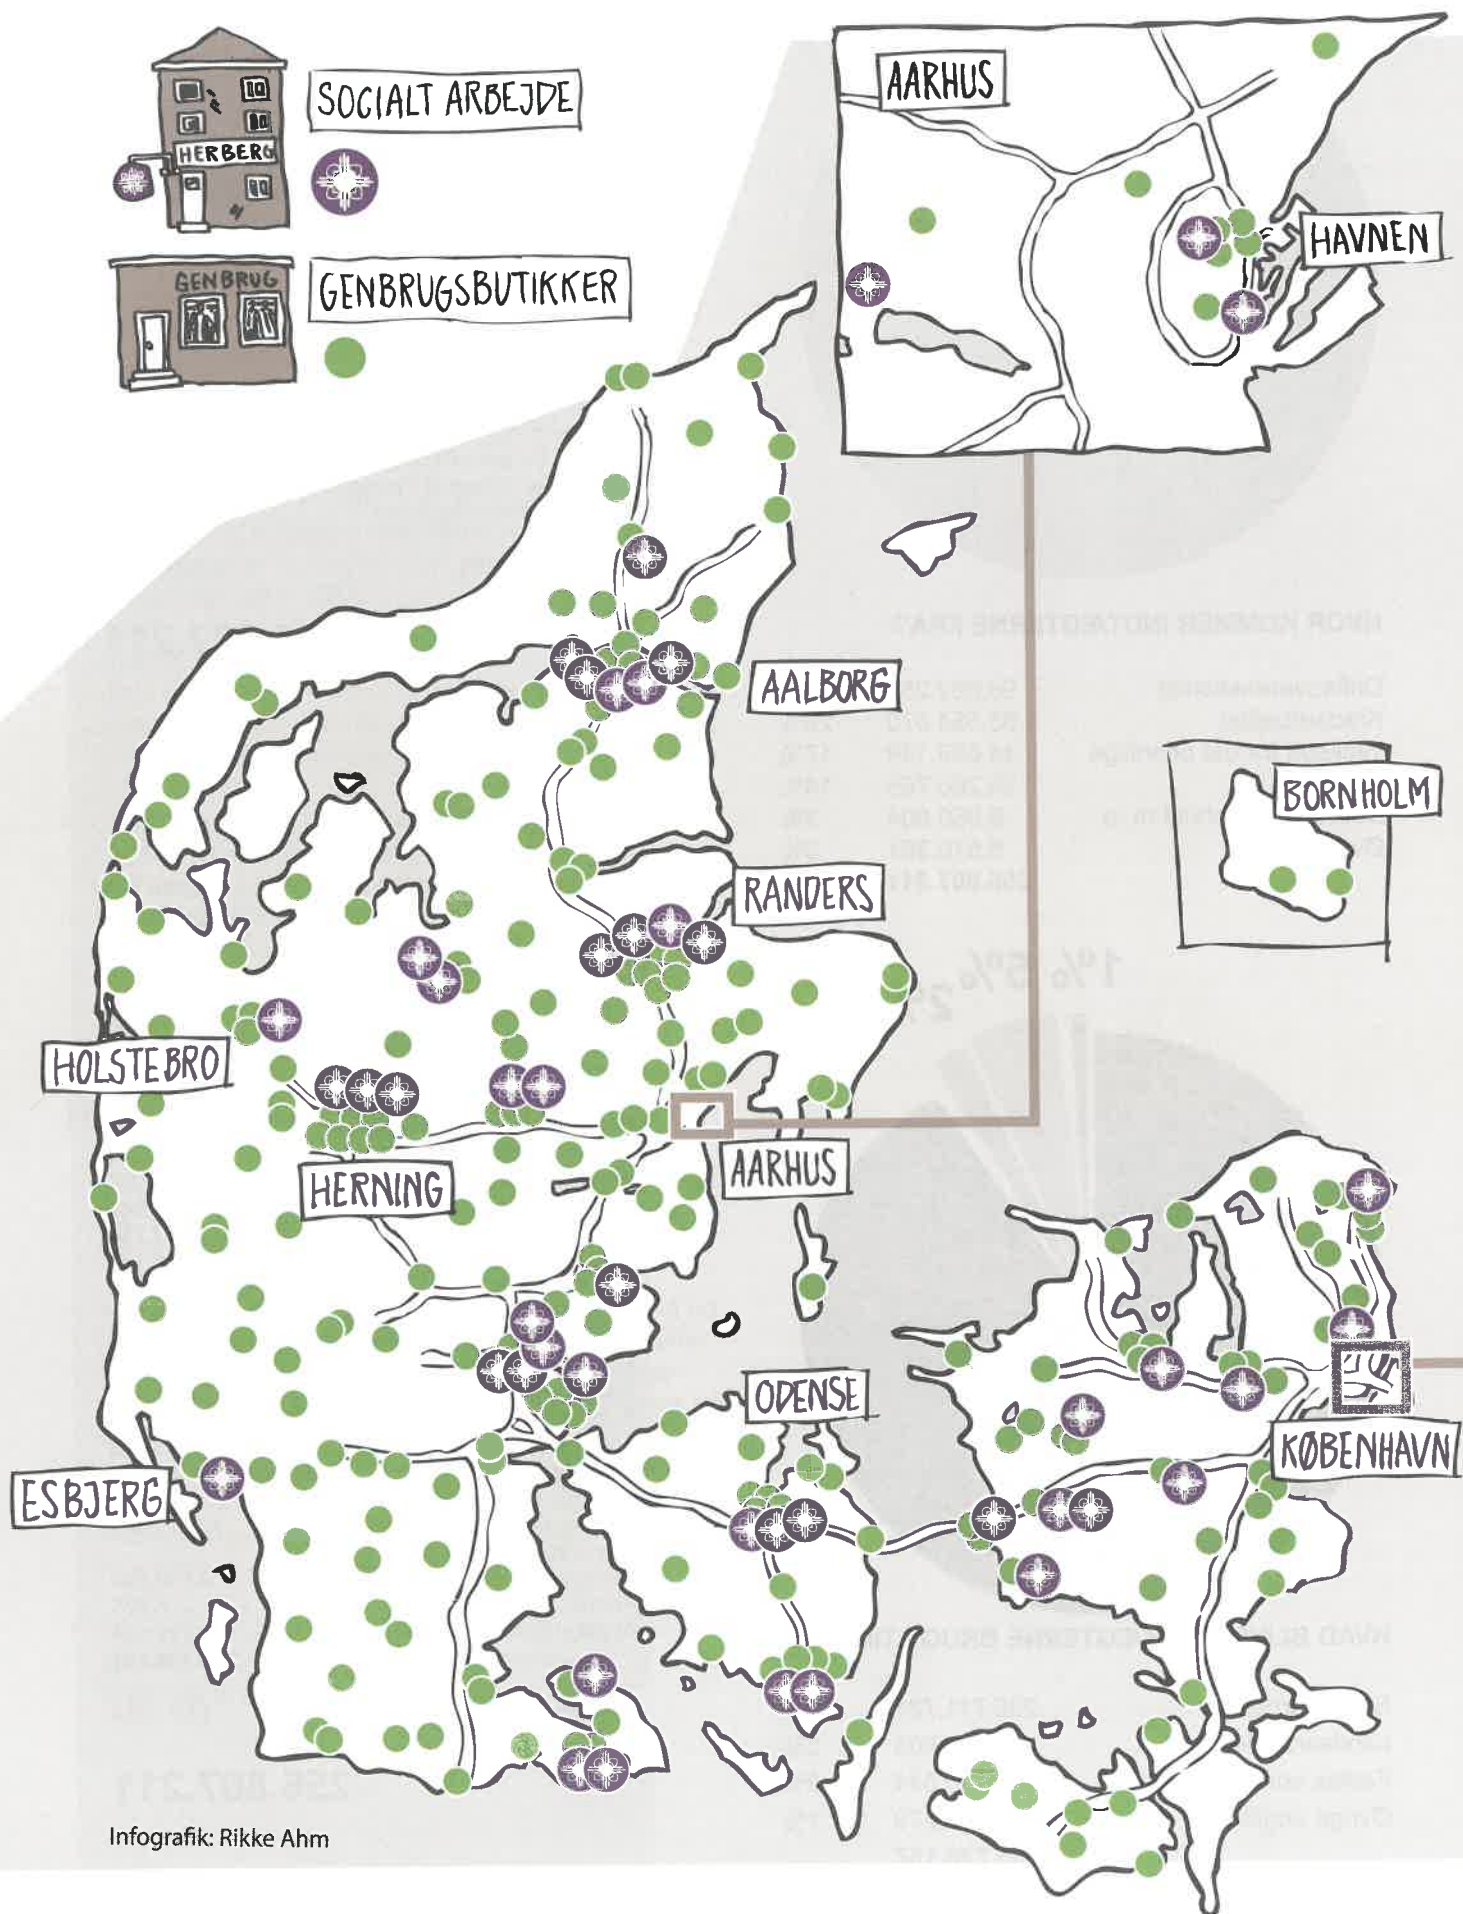 SOCIALT ARBEJDE
HERBERG
GENBRUG
GENBRUGSBUTIKKER
AARHUS
HAVNEN
AALBORG
BORNHOLM
RANDERS
HOLSTEBRO
HERNING
AARHUS
ODENSE
KØBENHAVN
ESBJERG
Infografik: Rikke Ahm